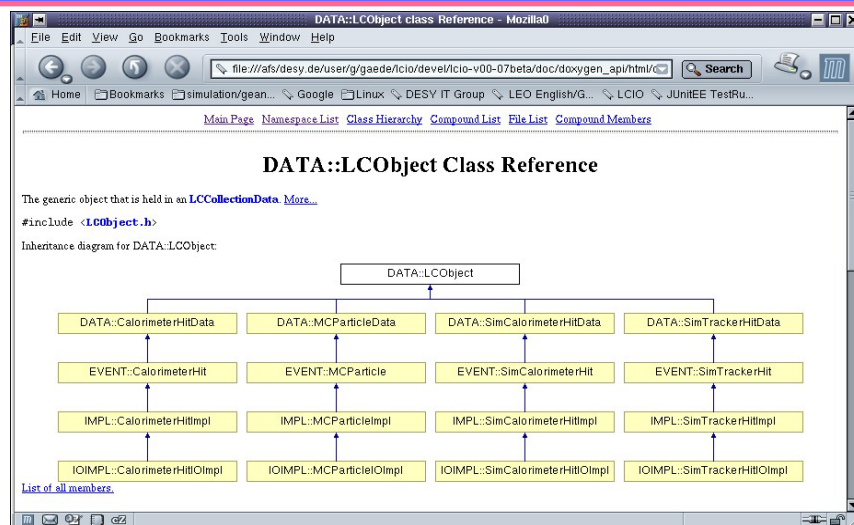 DATA::LCObject class Reference - Mozilla0
File Edit View Go Bookmarks Tools Window Help
file:///afs/desy.de/user/g/gaede/lcio/devel/lcio-v00-07beta/doc/doxygen_api/html/c Search
Home Bookmarks simulation/gean... Google Linux DESY IT Group LEO English/G... LCIO JUnitEE TestRu...
Main Page Namespace List Class Hierarchy Compound List File List Compound Members
DATA::LCObject Class Reference
The generic object that is held in an LCCollectionData. More...
#include <LCObject.h>
Inheritance diagram for DATA::LCObject:
DATA::LCObject
DATA::CalorimeterHitData DATA::MCParticleData DATA::SimCalorimeterHitData DATA::SimTrackerHitData
EVENT::CalorimeterHit EVENT::MCParticle EVENT::SimCalorimeterHit EVENT::SimTrackerHit
IMPL::CalorimeterHitImpl IMPL::MCParticleImpl IMPL::SimCalorimeterHitImpl IMPL::SimTrackerHitImpl
IOIMPL::CalorimeterHitIOImpl IOIMPL::MCParticleIOImpl IOIMPL::SimCalorimeterHitIOImpl IOIMPL::SimTrackerHitIOImpl
List of all members.